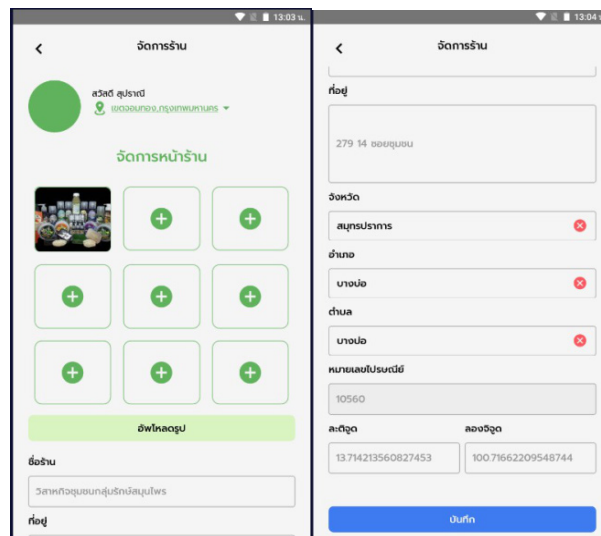 13:03 น.
จัดการร้าน
สวัสดี สุปราณี
เขตจอมทอง,กรุงเทพมหานคร
จัดการหน้าร้าน
อัพโหลดรูป
ชื่อร้าน
วิสาหกิจชุมชนกลุ่มรักษ์สมุนไพร
ที่อยู่
13:04 น
จัดการร้าน
ที่อยู่
279 14 ซอยชุมชน
จังหวัด
สมุทรปราการ
อำเภอ
บางบ่อ
ตำบล
บางบ่อ
หมายเลขไปรษณีย์
10560
ละติจูด ลองจิจูด
13.714213560827453 100.71662209548744
บันทึก